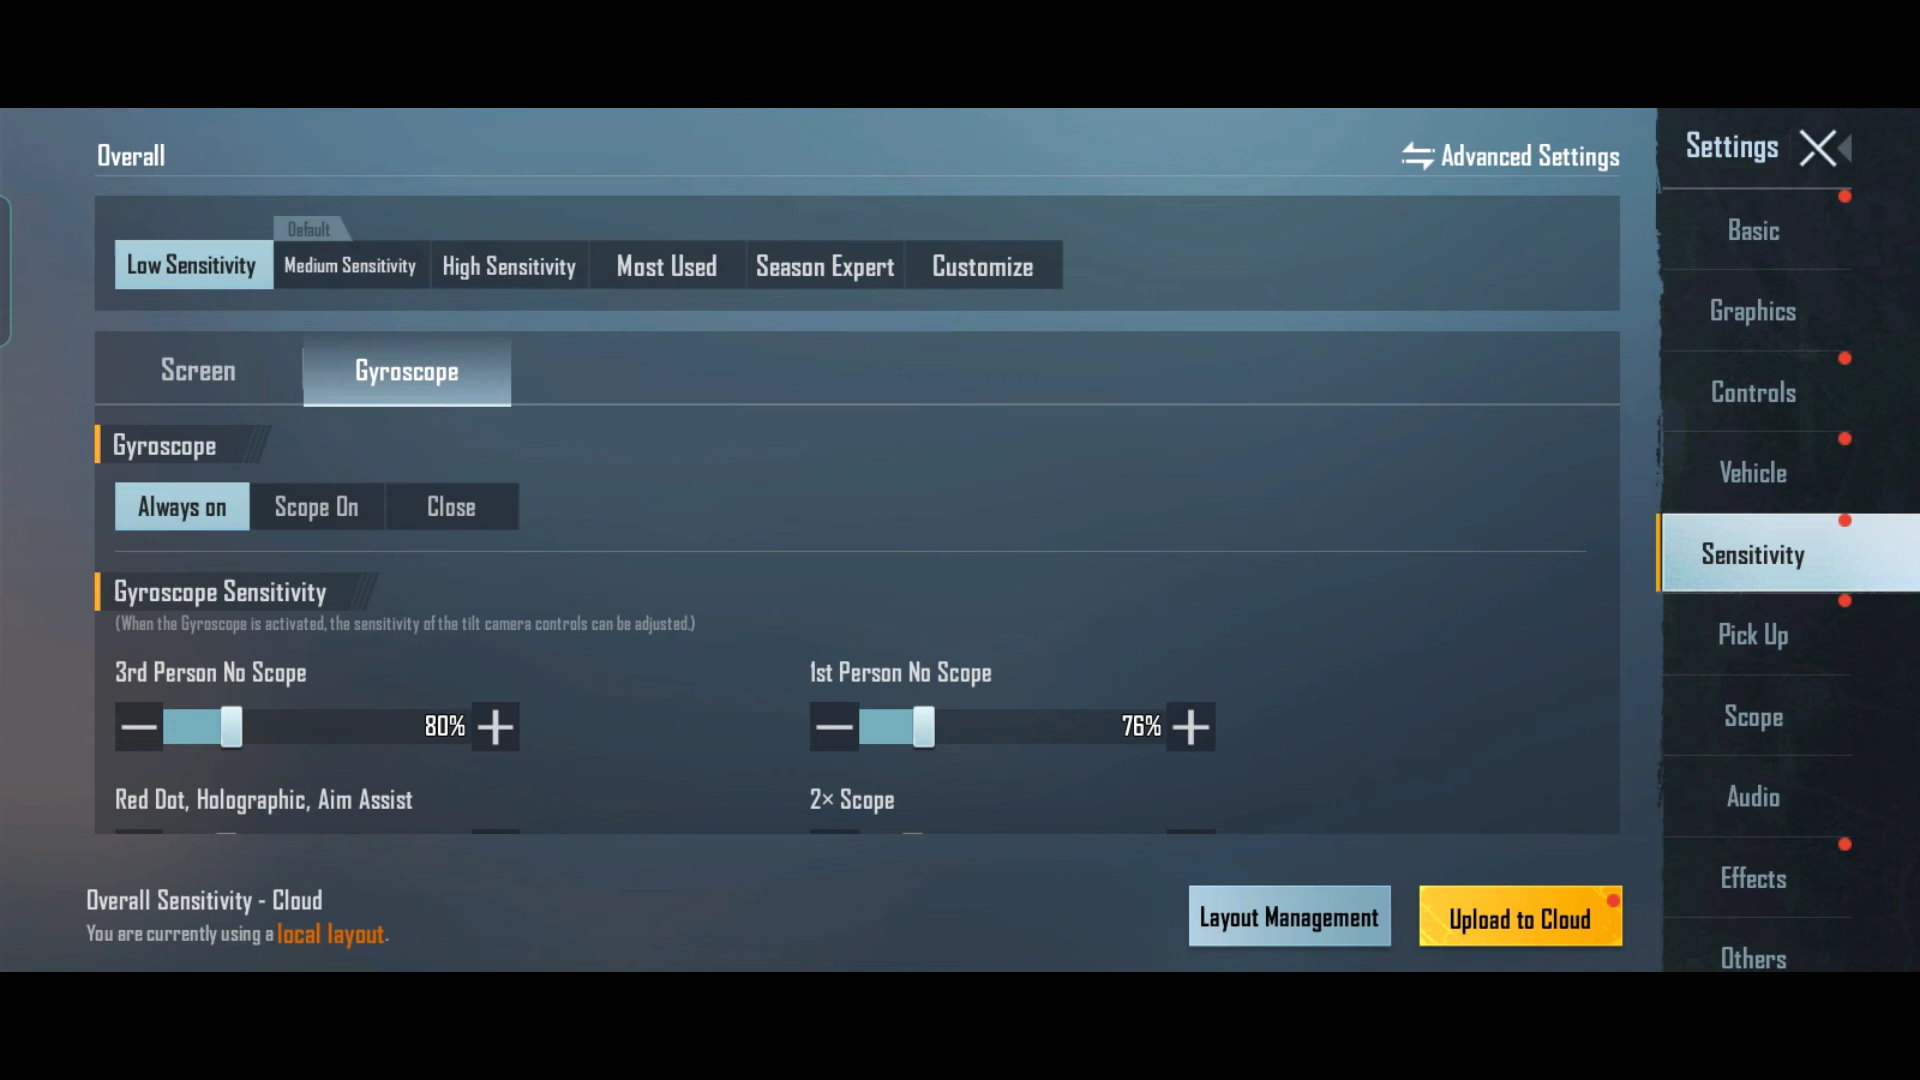 Overall
Advanced Settings
Default
Low Sensitivity
Medium Sensitivity
High Sensitivity
Most Used
Season Expert
Customize
Screen
Gyroscope
Gyroscope
Always on
Scope On
Close
Gyroscope Sensitivity
(When the Gyroscope is activated, the sensitivity of the tilt camera controls can be adjusted.)
3rd Person No Scope
80%
1st Person No Scope
76%
Red Dot, Holographic, Aim Assist
2× Scope
Overall Sensitivity - Cloud
You are currently using a local layout.
Layout Management
Upload to Cloud
Settings
Basic
Graphics
Controls
Vehicle
Sensitivity
Pick Up
Scope
Audio
Effects
Others